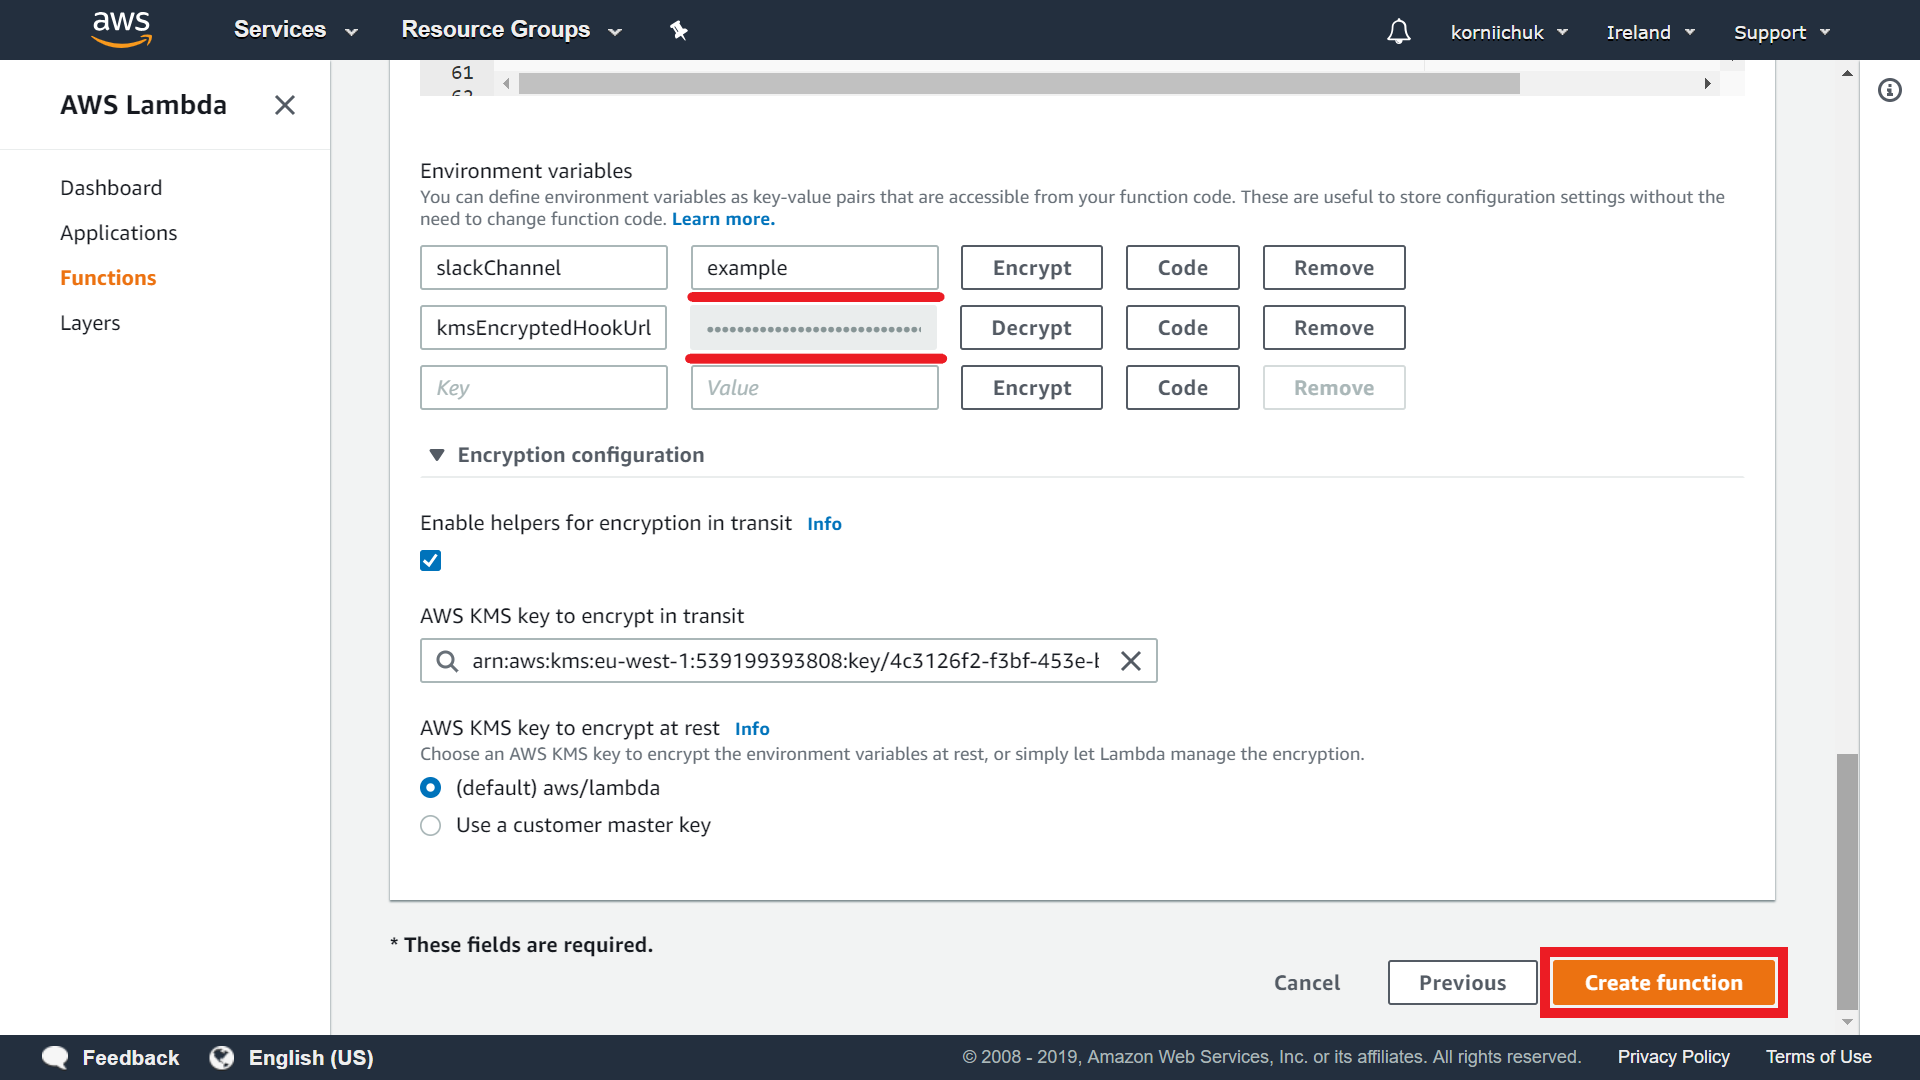 aws
Services
Resource Groups
korniichuk
Ireland
Support
AWS Lambda
Dashboard
Applications
Functions
Layers
61
62
Environment variables
You can define environment variables as key-value pairs that are accessible from your function code. These are useful to store configuration settings without the
need to change function code. Learn more.
slackChannel example Encrypt Code Remove
kmsEncryptedHookUrl Decrypt Code Remove
Key Value Encrypt Code Remove
Encryption configuration
Enable helpers for encryption in transit Info
AWS KMS key to encrypt in transit
arn:aws:kms:eu-west-1:539199393808:key/4c3126f2-f3bf-453e-
AWS KMS key to encrypt at rest Info
Choose an AWS KMS key to encrypt the environment variables at rest, or simply let Lambda manage the encryption.
(default) aws/lambda
Use a customer master key
* These fields are required.
Cancel Previous Create function
Feedback English (US) © 2008 - 2019, Amazon Web Services, Inc. or its affiliates. All rights reserved. Privacy Policy Terms of Use